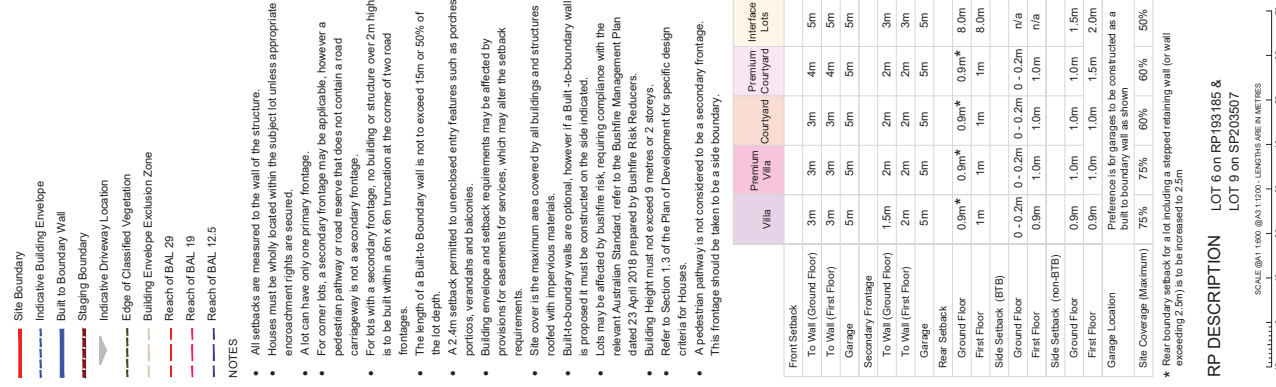 Site Boundary
Indicative Building Envelope
Built to Boundary Wall
Staging Boundary
Indicative Driveway Location
Edge of Classified Vegetation
Building Envelope Exclusion Zone
Reach of BAL 29
Reach of BAL 19
Reach of BAL 12.5
NOTES
• All setbacks are measured to the wall of the structure.
• Houses must be wholly located within the subject lot unless appropriate
encroachment rights are secured.
• A lot can have only one primary frontage.
• For corner lots, a secondary frontage may be applicable, however a
pedestrian pathway or road reserve that does not contain a road
carriageway is not a secondary frontage.
• For lots with a secondary frontage, no building or structure over 2m high
is to be built within a 6m x 6m truncation at the corner of two road
frontages.
• The length of a Built-to Boundary wall is not to exceed 15m or 50% of
the lot depth.
• A 2.4m setback permitted to unenclosed entry features such as porches,
porticos, verandahs and balconies.
• Building envelope and setback requirements may be affected by
provisions for easements for services, which may alter the setback
requirements.
• Site cover is the maximum area covered by all buildings and structures
roofed with impervious materials.
• Built-to-boundary walls are optional, however if a Built -to-boundary wall
is proposed it must be constructed on the side indicated.
• Lots may be affected by bushfire risk, requiring compliance with the
relevant Australian Standard. refer to the Bushfire Management Plan
dated 23 April 2018 prepared by Bushfire Risk Reducers.
• Building Height must not exceed 9 metres or 2 storeys.
• Refer to Section 1.3 of the Plan of Development for specific design
criteria for Houses.
• A pedestrian pathway is not considered to be a secondary frontage.
This frontage should be taken to be a side boundary.
Villa Premium Villa Courtyard Premium Courtyard Interface Lots
Front Setback
To Wall (Ground Floor) 3m 3m 3m 4m 5m
To Wall (First Floor) 3m 3m 3m 4m 5m
Garage 5m 5m 5m 5m 5m
Secondary Frontage
To Wall (Ground Floor) 1.5m 2m 2m 2m 3m
To Wall (First Floor) 2m 2m 2m 2m 3m
Garage 5m 5m 5m 5m 5m
Rear Setback
Ground Floor 0.9m* 0.9m* 0.9m* 0.9m* 8.0m
First Floor 1m 1m 1m 1m 8.0m
Side Setback (BTB)
Ground Floor 0 - 0.2m 0 - 0.2m 0 - 0.2m 0 - 0.2m n/a
First Floor 0.9m 1.0m 1.0m 1.0m n/a
Side Setback (non-BTB)
Ground Floor 0.9m 1.0m 1.0m 1.0m 1.5m
First Floor 0.9m 1.0m 1.0m 1.5m 2.0m
Garage Location Preference is for garages to be constructed as a
built to boundary wall as shown
Site Coverage (Maximum) 75% 75% 60% 60% 50%
* Rear boundary setback for a lot including a stepped retaining wall (or wall
exceeding 2.5m) is to be increased to 2.5m
RP DESCRIPTION LOT 6 on RP193185 &
LOT 9 on SP203507
SCALE @A1 1:600 @A3 1:1200 - LENGTHS ARE IN METRES